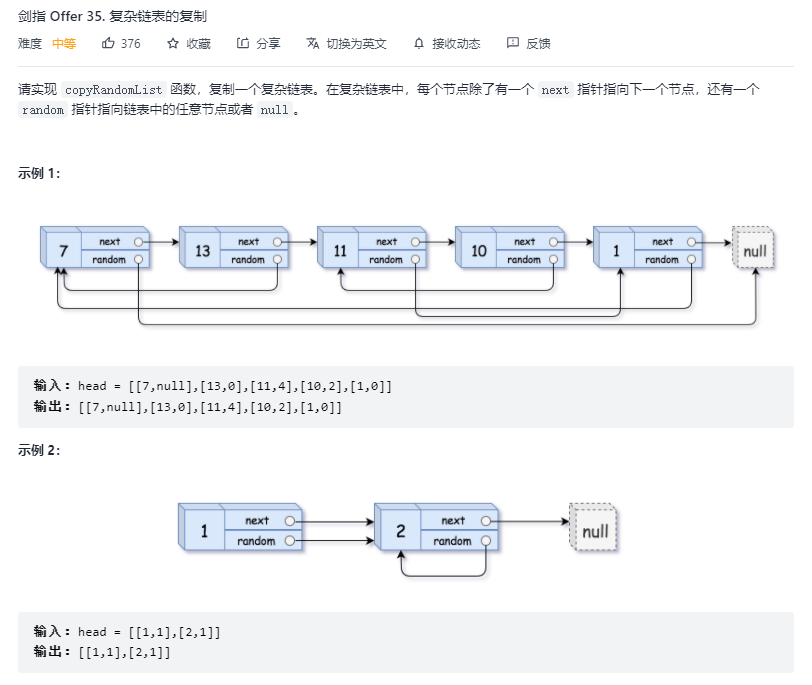 剑指 Offer 35. 复杂链表的复制
难度 中等 376 收藏 分享 切换为英文 接收动态 反馈
请实现 copyRandomList 函数，复制一个复杂链表。在复杂链表中，每个节点除了有一个 next 指针指向下一个节点，还有一个
random 指针指向链表中的任意节点或者 null 。
示例 1：
7 next random 13 next random 11 next random 10 next random 1 next random null
输入：head = [[7,null],[13,0],[11,4],[10,2],[1,0]]
输出：[[7,null],[13,0],[11,4],[10,2],[1,0]]
示例 2：
1 next random 2 next random null
输入：head = [[1,1],[2,1]]
输出：[[1,1],[2,1]]